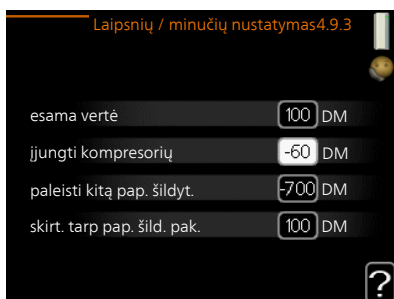 Laipsnių / minučių nustatymas4.9.3
esama vertė 100 DM
įjungti kompresorių -60 DM
paleisti kitą pap. šildyt. -700 DM
skirt. tarp pap. šild. pak. 100 DM
?